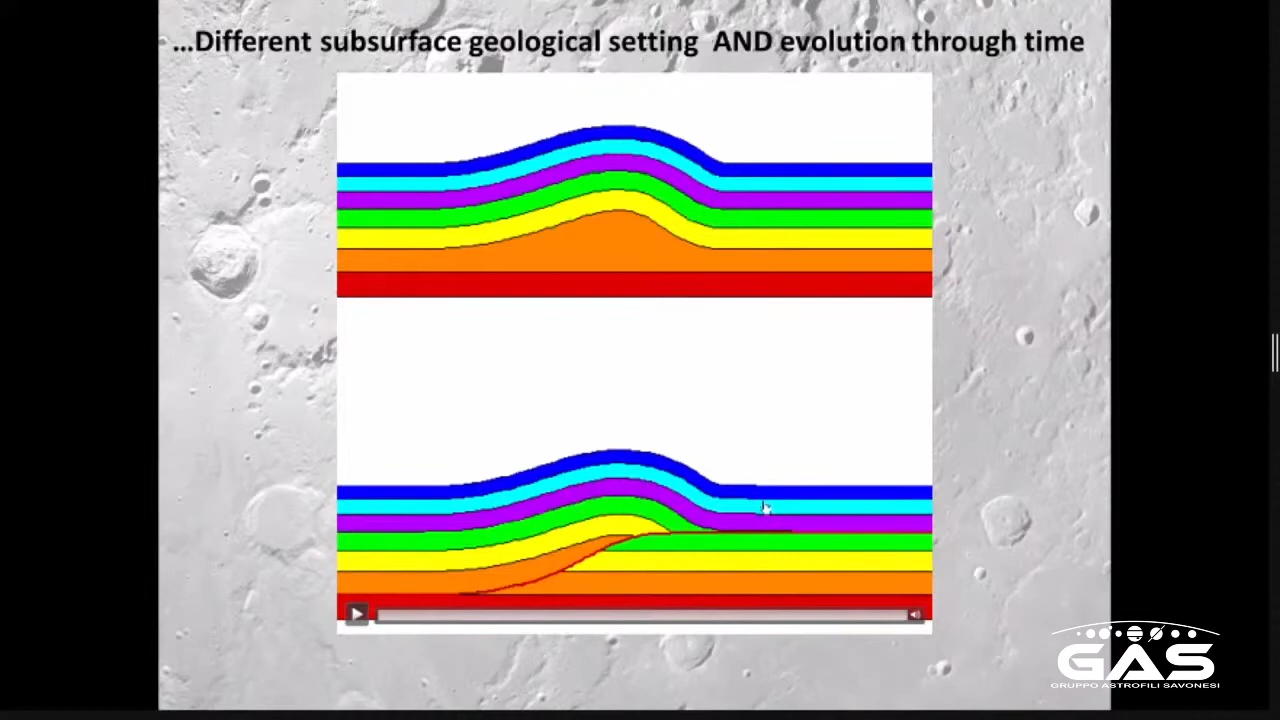 ...Different subsurface geological setting AND evolution through time
GAS
GRUPPO ASTROFILI SAVONESI